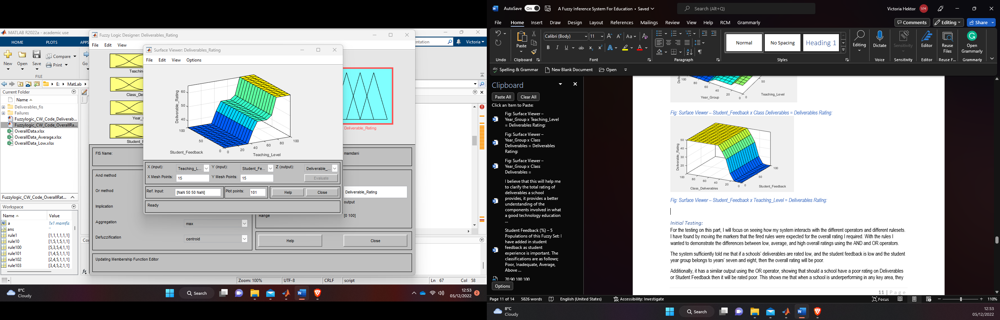 MATLAB R2022a - academic use
HOME
PLOTS
APPS
New
Open
Save
Compare
Print
Go
FILE
E:
MatLab
Current Folder
Name
Deliverables_fis
Failures
Fuzzylogic_CW_Code_Deliverab...
Fuzzylogic_CW_Code_OverallRa...
OverallData.xlsx
OverallData_Average.xlsx
OverallData_Low.xlsx
Fuzzylogic_CW_Code_OverallRat...
Workspace
Name
Value
a
1x1 mamfis
ans
''
rule1
[1,1,1,1,1,1]
rule10
[1,5,1,5,1,1]
rule100
[5,3,5,4,1,1]
rule101
[1,4,5,1,1,1]
rule102
[2,4,5,1,1,1]
rule103
[3,4,5,2,1,1]
entation
Victoria
Fuzzy Logic Designer: Deliverables_Rating
File
Edit
View
Teaching
Class_De
Year_
Student_F
Deliverable_Rating
FIS Name:
mamdani
And method
Or method
Implication
Aggregation
max
Defuzzification
centroid
Deliverable_Rating
output
Range
[0 100]
Help
Close
Updating Membership Function Editor
Surface Viewer: Deliverables_Rating
File
Edit
View
Options
Deliverable_Rating
60
50
40
100
50
0
0
20
40
60
80
100
Student_Feedback
Teaching_Level
X (input):
Teaching_L...
Y (input):
Student_Fe...
Z (output):
Deliverable_...
X Mesh Points:
15
Y Mesh Points:
15
Evaluate
Ref. Input:
[NaN 50 50 NaN]
Plot points:
101
Help
Close
Ready
Cor
fx
Zoom: 100%
UTF-8
CRLF
script
Ln 67
Col 58
8°C
Cloudy
Search
12:53
05/12/2022
2
AutoSave
On
A Fuzzy Inference System For Education • Saved
Search (Alt+Q)
Victoria Hektor
VH
File
Home
Insert
Draw
Design
Layout
References
Mailings
Review
View
Help
RCM
Grammarly
Comments
Editing
Share
Paste
Calibri (Body)
11
Aa
B I U ab
Normal
No Spacing
Heading 1
Editing
Dictate
Sensitivity
Editor
Reuse
Files
Open
Grammarly
Undo
Clipboard
Font
Paragraph
Styles
Voice
Sensitivity
Editor
Reuse F...
Grammarly
Spelling & Grammar
New Blank Document
Open
Clipboard
Paste All
Clear All
Click an Item to Paste:
Fig: Surface Viewer –
Year_Group x Teaching_Level
= Deliverables Rating:
Fig: Surface Viewer –
Year_Group x Class
Deliverables = Deliverables
Rating:
Fig: Surface Viewer –
Year_Group x Class
Deliverables =
I believe that this will help me
to clarify the total rating of
deliverables a school
provides, it provides a better
understanding of the
components involved in what
a good technology education
...
Student Feedback (%) – 5
Populations of this Fuzzy Set: I
have added in student
feedback as student
experience is important. The
classifications are as follows;
Poor, Inadequate, Average,
Above ...
70 90 100 100
Options
100
80
60
40
20
0
0
50
Year_Group
Teaching_Level
Fig: Surface Viewer – Student_Feedback x Class Deliverables = Deliverables Rating:
Deliverable_Rating
50
40
30
20
100
80
60
40
20
0
0
50
100
Class_Deliverables
Student_Feedback
Fig: Surface Viewer – Student_Feedback x Teaching_Level = Deliverables Rating:
Initial Testing:
For the testing on this part, I will focus on seeing how my system interacts with the different operators and different rulesets.
I have found by moving the markers that the fired rules were expected for the overall rating I required. With the rules I
wanted to demonstrate the differences between low, average, and high overall ratings using the AND and OR operators.
The system sufficiently told me that if a schools' deliverables are rated low, and the student feedback is low and the student
year group belongs to years' seven and eight, then the overall rating will be poor.
Additionally, it has a similar output using the OR operator, showing that should a school have a poor rating on Deliverables
or Student Feedback then it will be rated poor. This shows me that when a school is underperforming in any key area, they
11 | Page
Page 11 of 14
5826 words
English (United States)
Accessibility: Investigate
Focus
110%
8°C
Cloudy
Search
12:53
05/12/2022